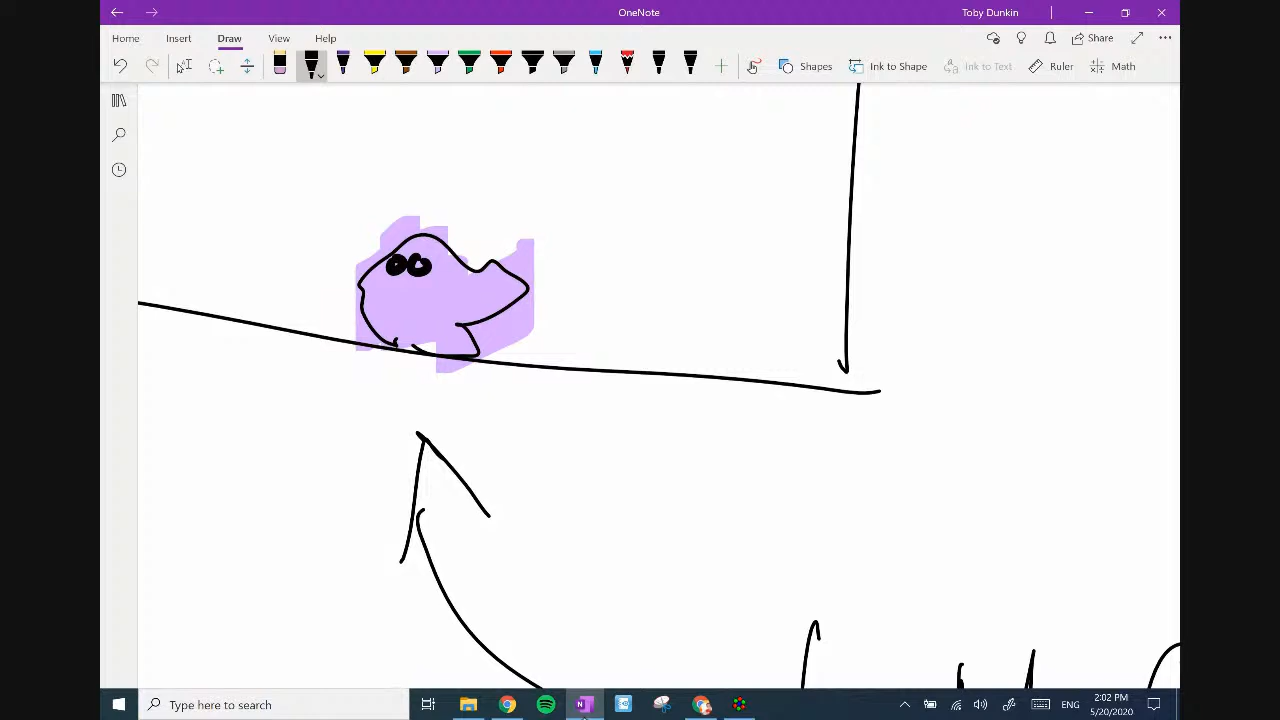 OneNote
Toby Dunkin
Home Insert Draw View Help
Share
Shapes
Ink to Shape
Ink to Text
Ruler
Math
Type here to search
ENG
2:02 PM
5/20/2020